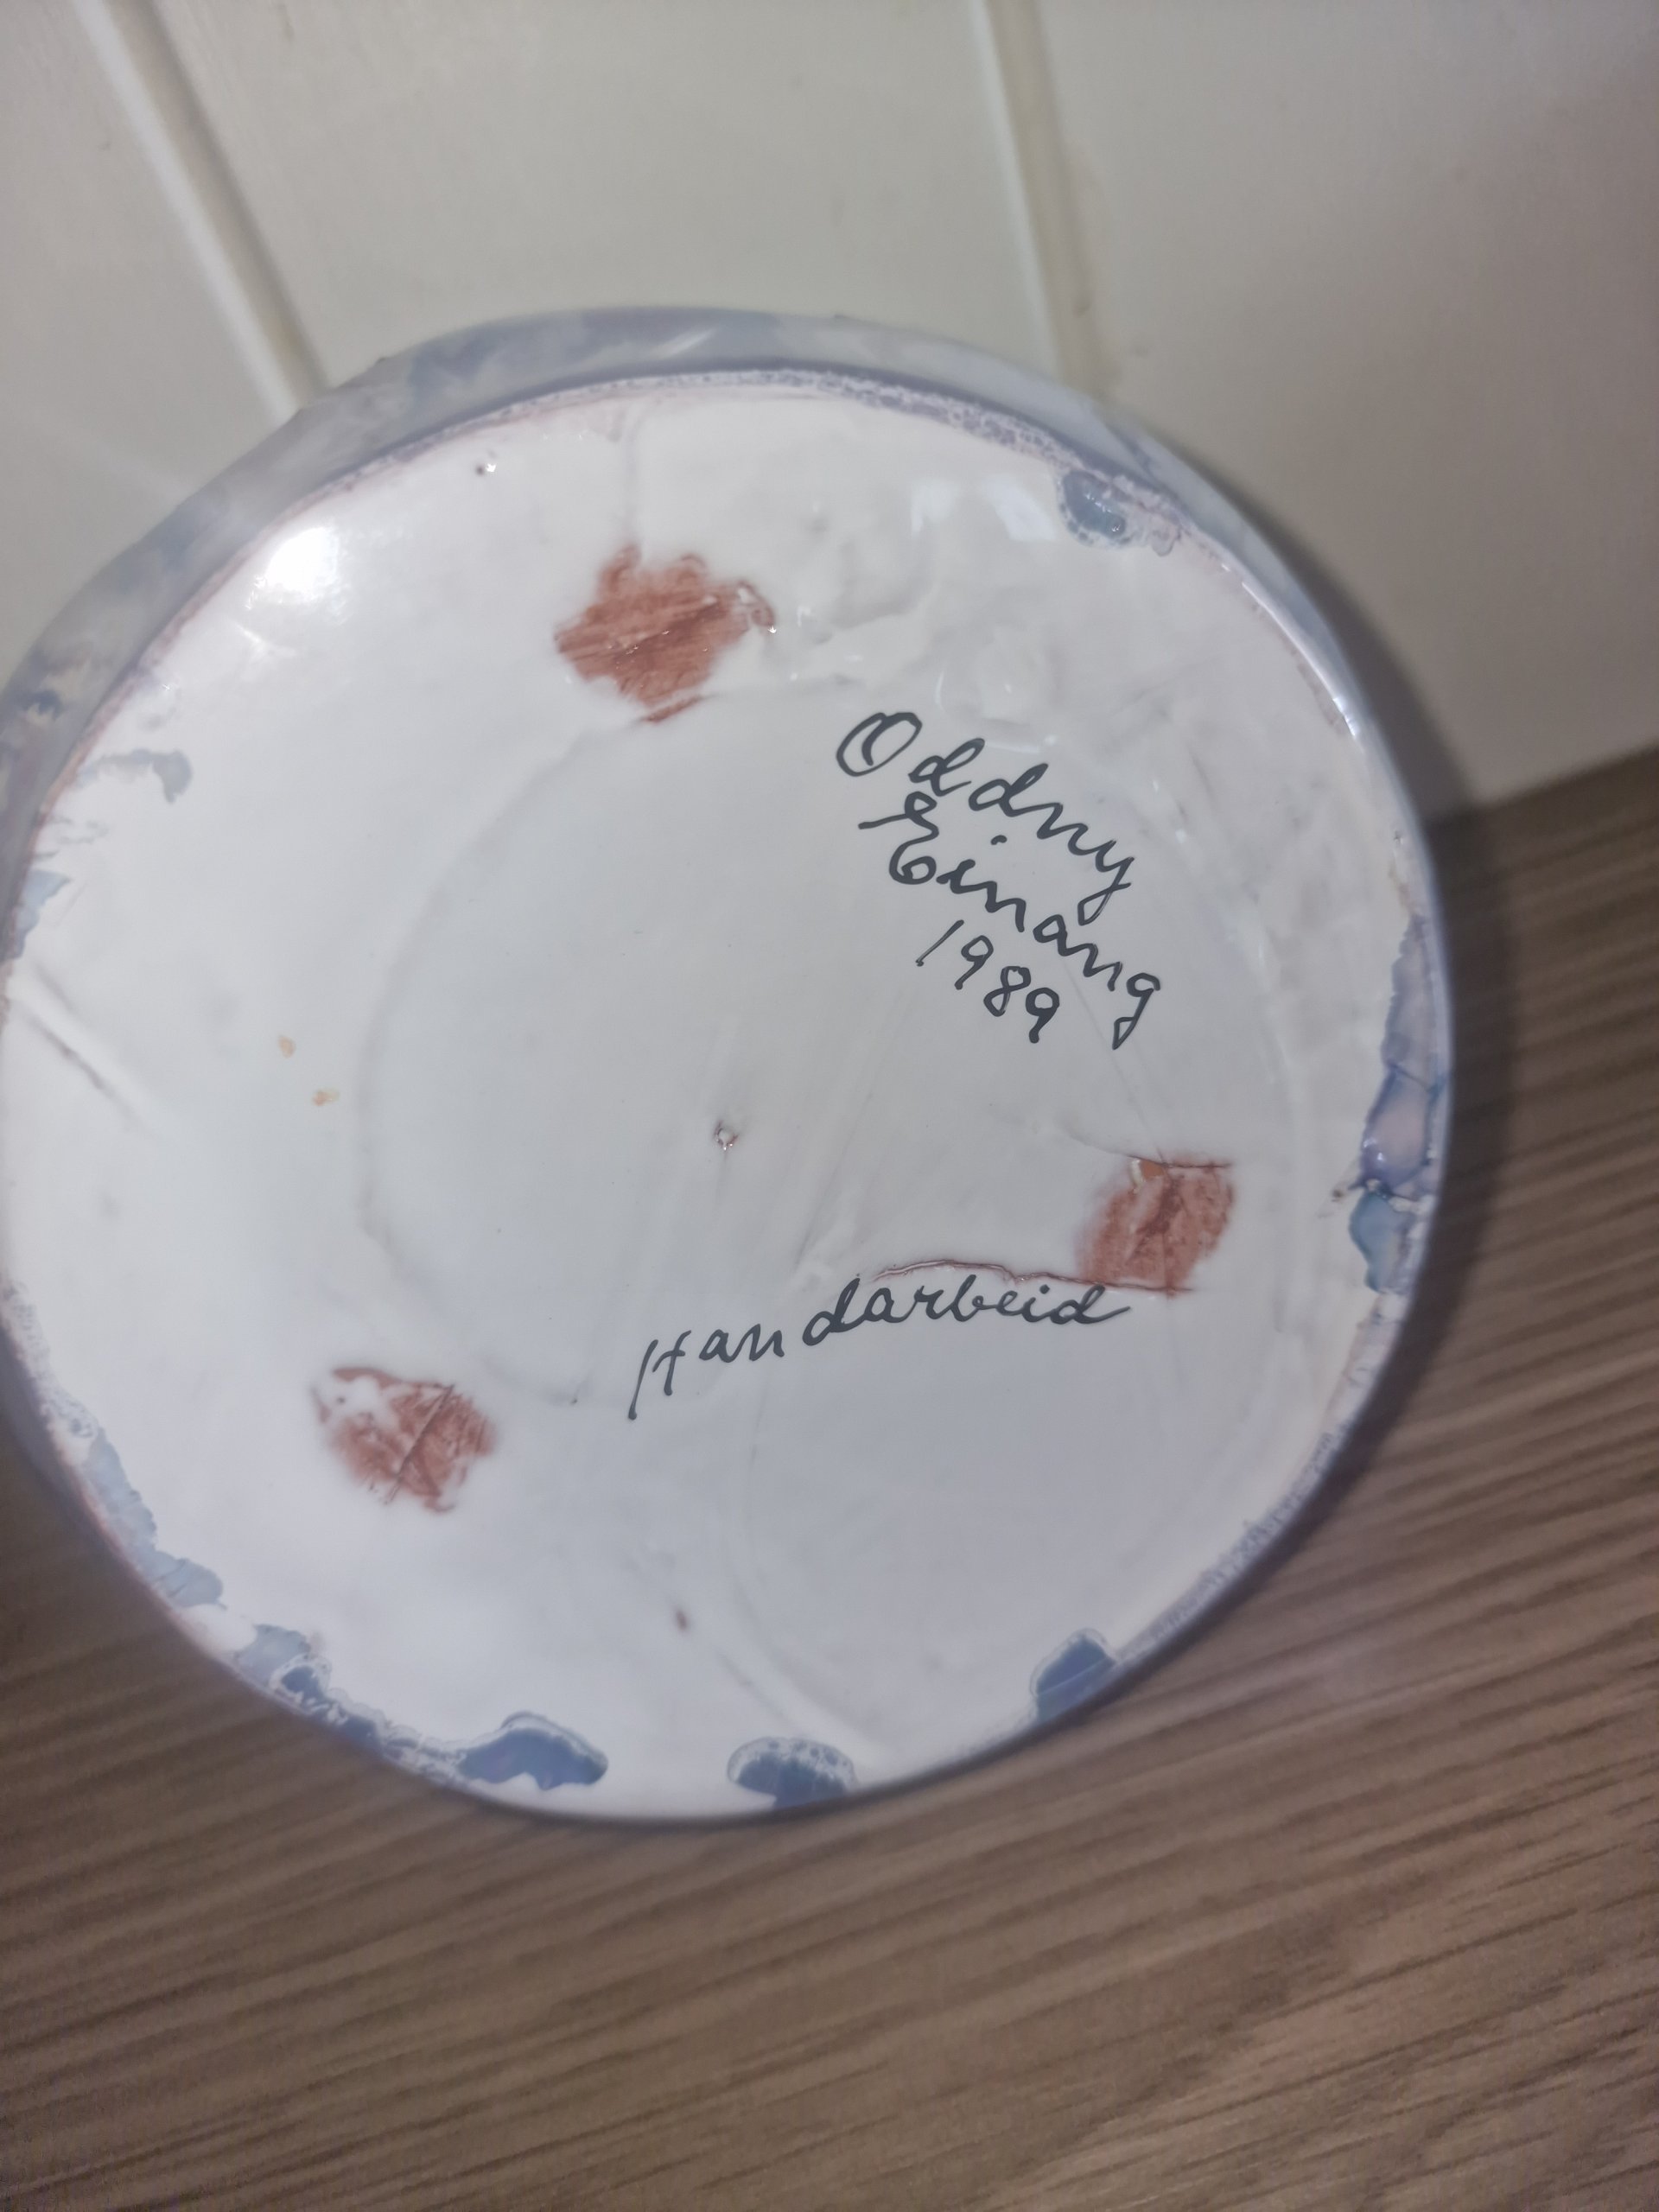 Oddny
Einang
1989
Handarbeid